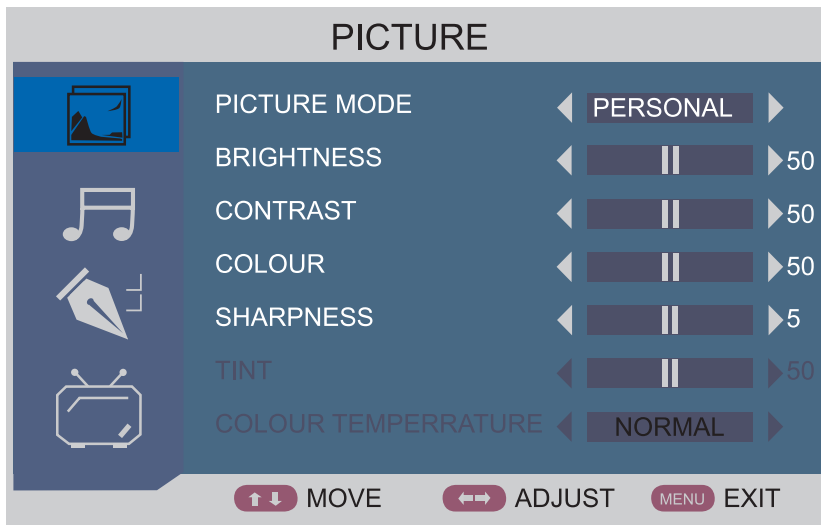 PICTURE
PICTURE MODE PERSONAL
BRIGHTNESS 50
CONTRAST 50
COLOUR 50
SHARPNESS 5
TINT 50
COLOUR TEMPERRATURE NORMAL
MOVE ADJUST MENU EXIT